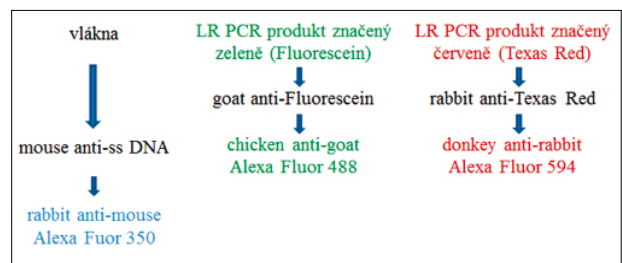 vlákna
mouse anti-ss DNA
rabbit anti-mouse
Alexa Fuor 350
LR PCR produkt značený
zeleně (Fluorescein)
goat anti-Fluorescein
chicken anti-goat
Alexa Fluor 488
LR PCR produkt značený
červeně (Texas Red)
rabbit anti-Texas Red
donkey anti-rabbit
Alexa Fluor 594